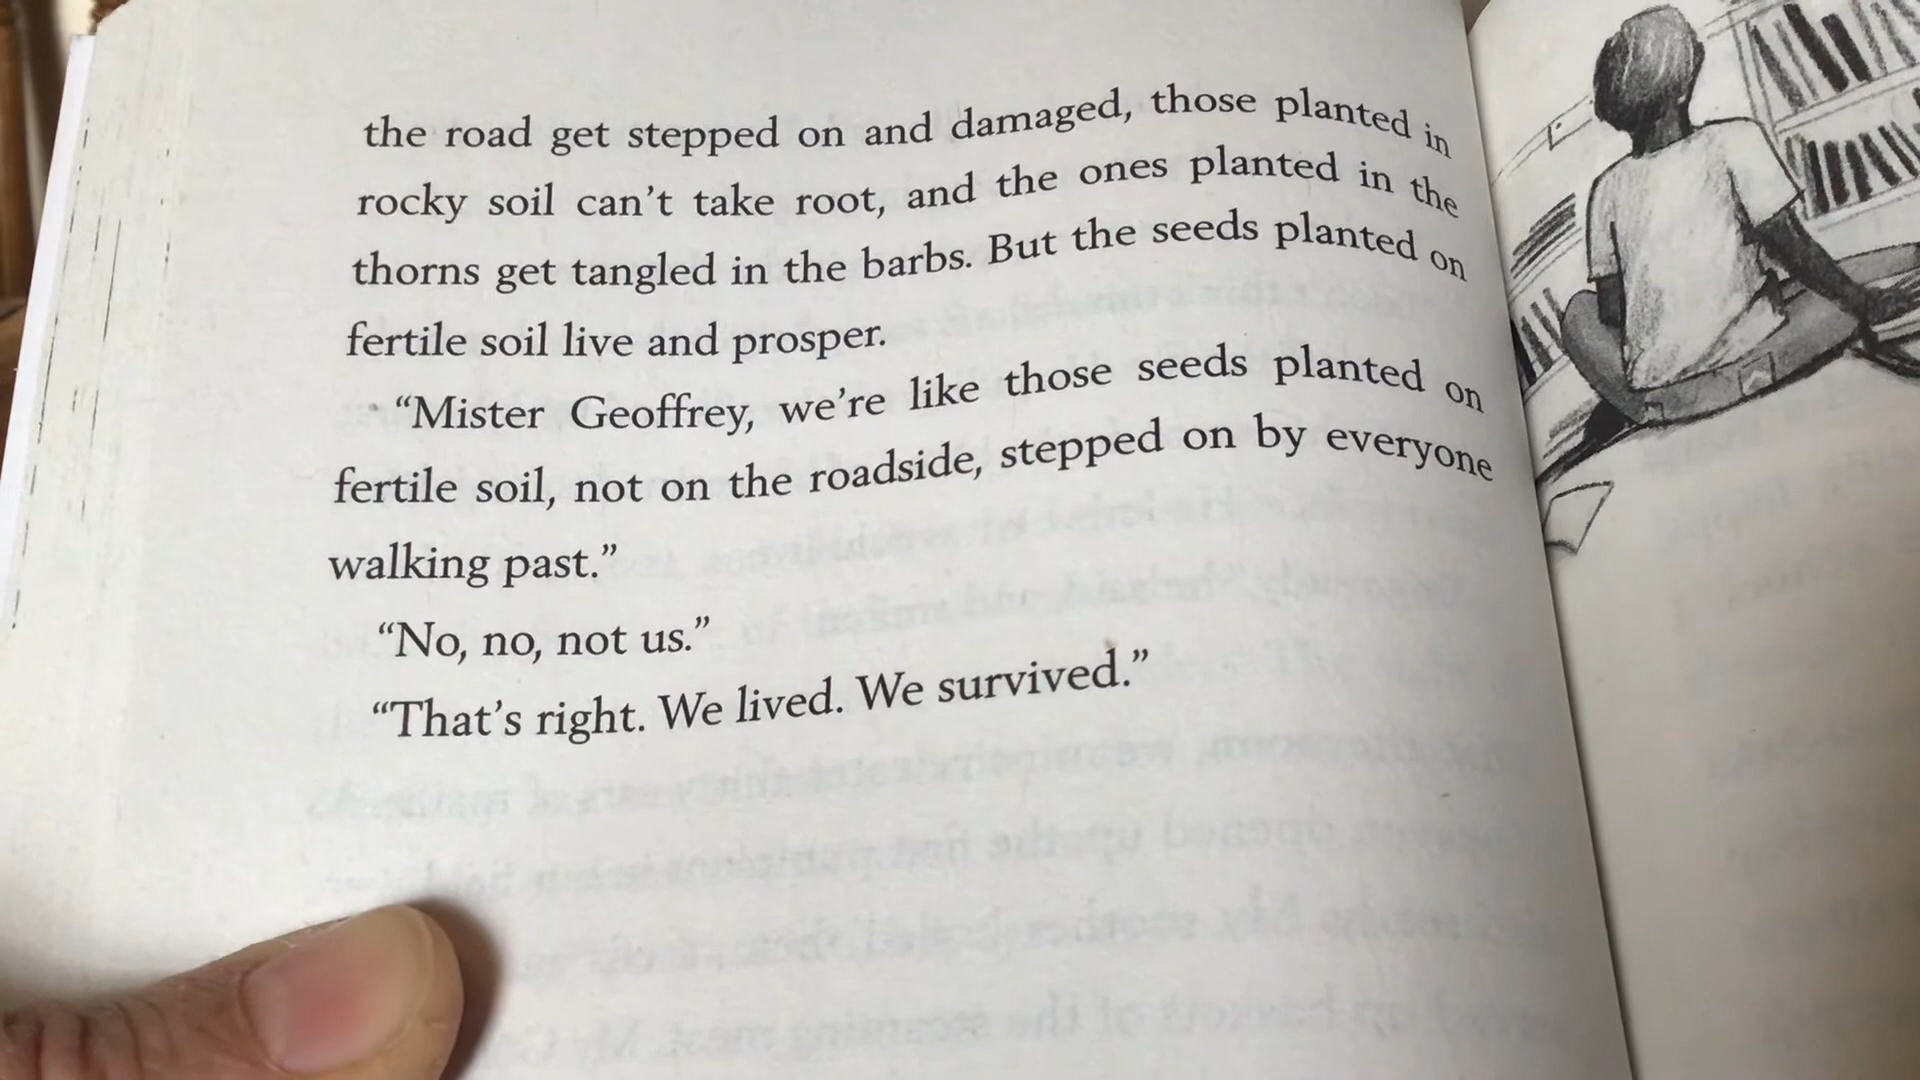 the road get stepped on and damaged, those planted in
rocky soil can’t take root, and the ones planted in the
thorns get tangled in the barbs. But the seeds planted on
fertile soil live and prosper.
“Mister Geoffrey, we’re like those seeds planted on
fertile soil, not on the roadside, stepped on by everyone
walking past.”
“No, no, not us.”
“That’s right. We lived. We survived.”